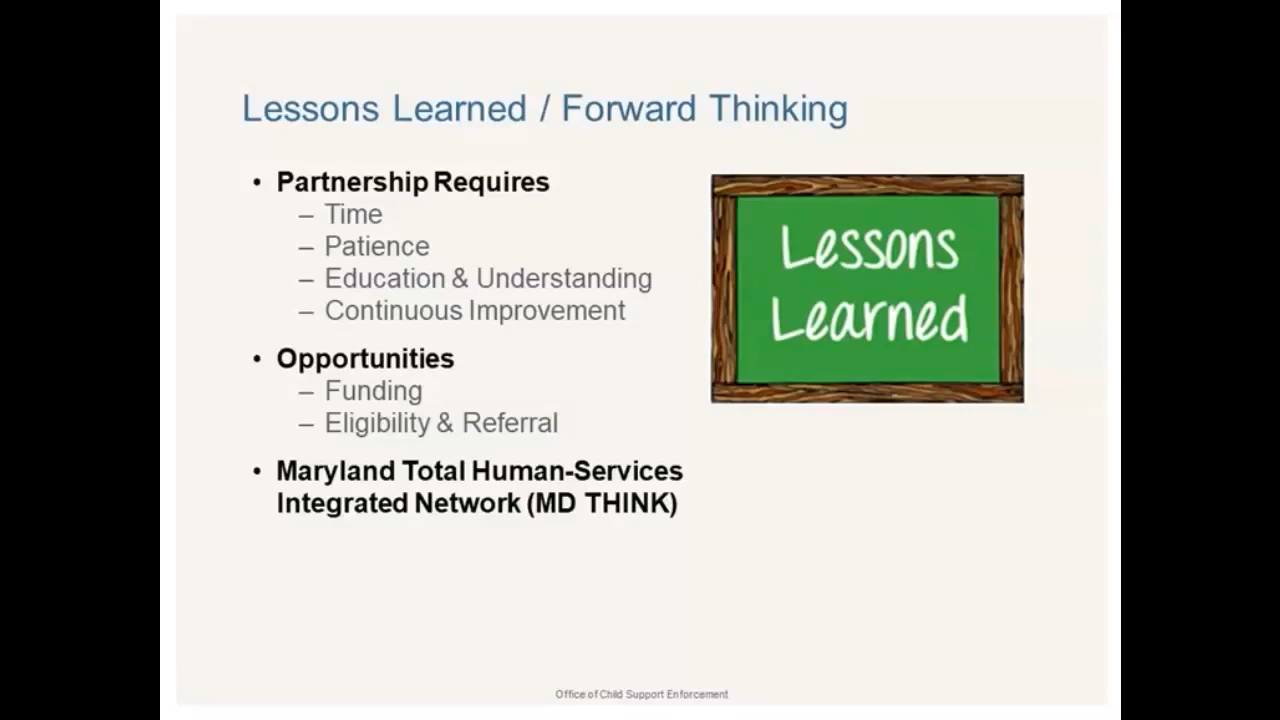 Lessons Learned / Forward Thinking
• Partnership Requires
– Time
– Patience
– Education & Understanding
– Continuous Improvement
• Opportunities
– Funding
– Eligibility & Referral
• Maryland Total Human-Services
Integrated Network (MD THINK)
Lessons
Learned
Office of Child Support Enforcement